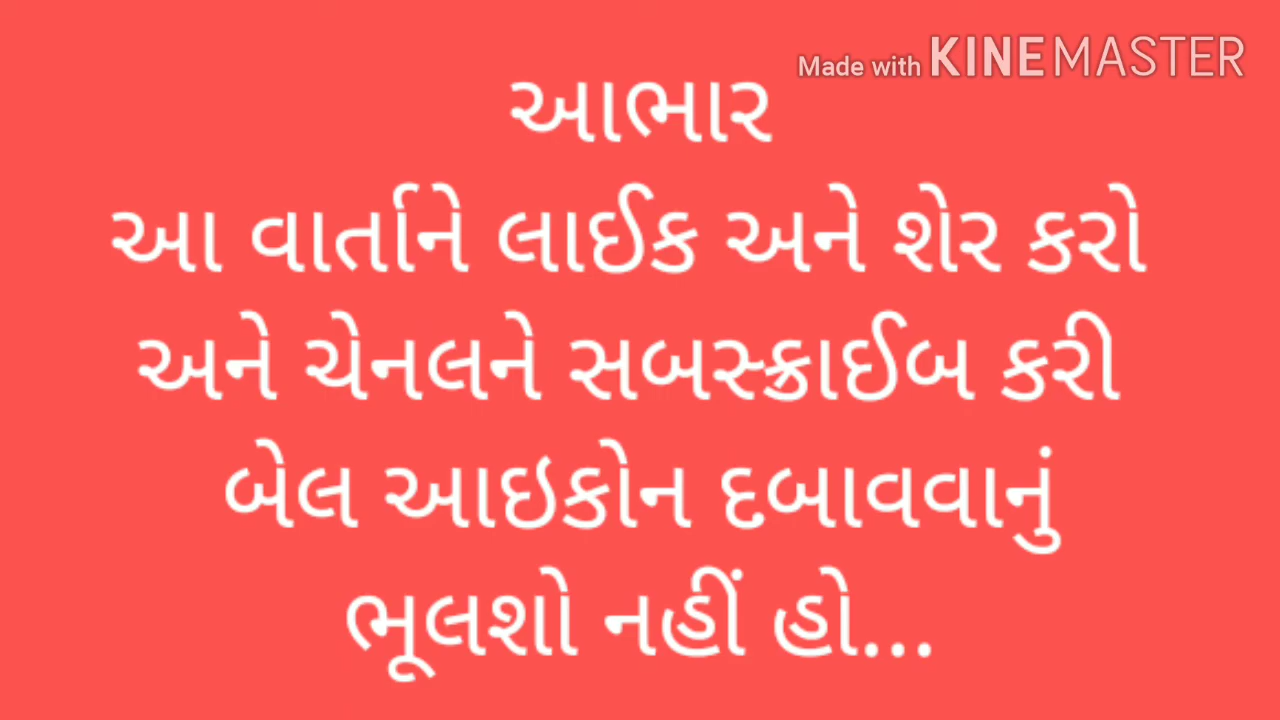 Made with KINEMASTER
આભાર
આ વાર્તાને લાઈક અને શેર કરો
અને ચેનલને સબસ્ક્રાઈબ કરી
બેલ આઇકોન દબાવવાનું
ભૂલશો નહીં હો...